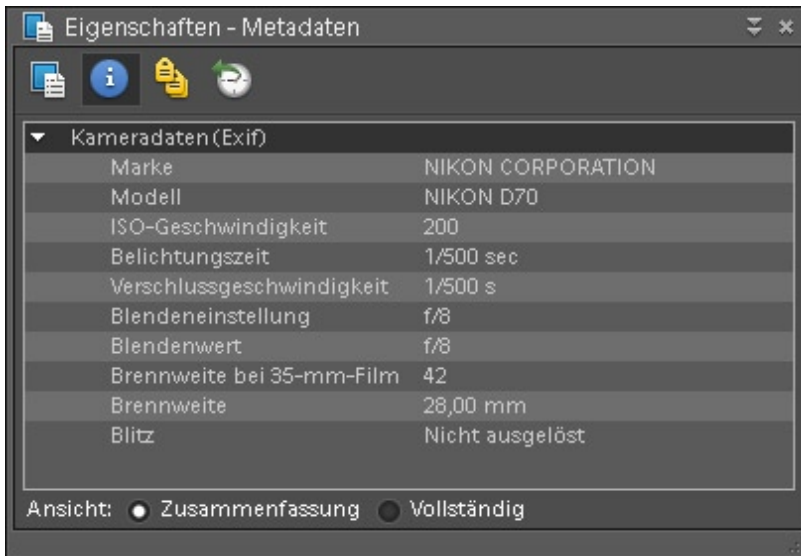 Eigenschaften - Metadaten
Kameradaten (Exif)
Marke NIKON CORPORATION
Modell NIKON D70
ISO-Geschwindigkeit 200
Belichtungszeit 1/500 sec
Verschlussgeschwindigkeit 1/500 s
Blendeneinstellung f/8
Blendenwert f/8
Brennweite bei 35-mm-Film 42
Brennweite 28,00 mm
Blitz Nicht ausgelöst
Ansicht: Zusammenfassung Vollständig